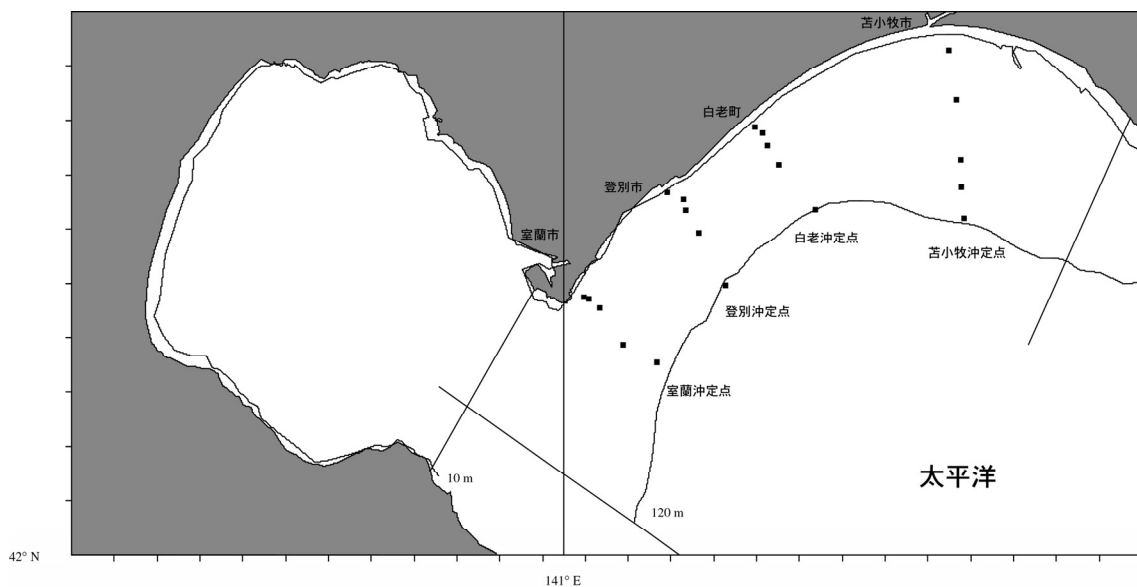 苫小牧市
白老町
登別市
室蘭市
白老沖定点
苫小牧沖定点
登別沖定点
室蘭沖定点
10 m
太平洋
120 m
42° N
141° E